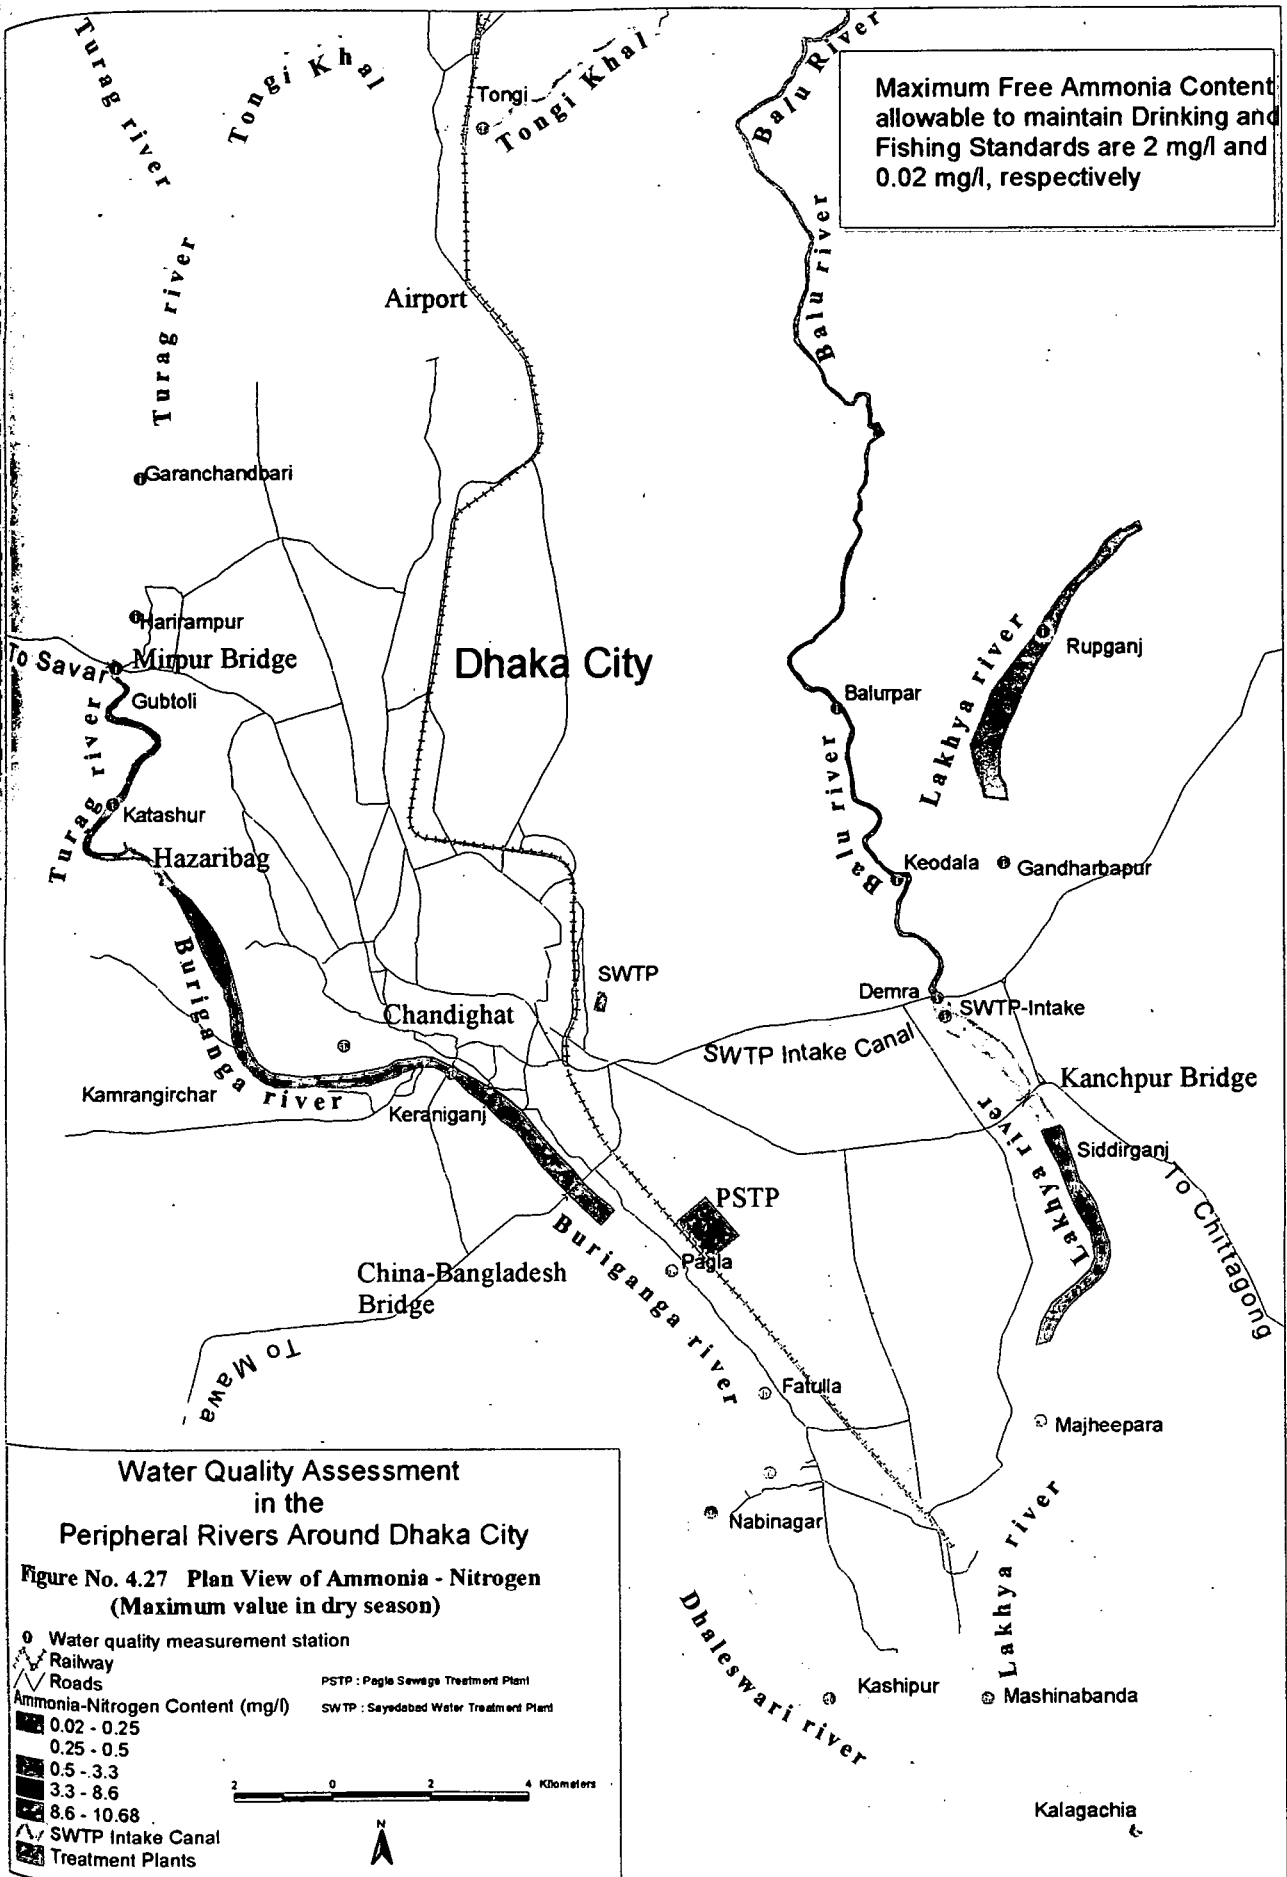 Turag river
Tongi Khal
Tongi
Tongi Khal
Balu River
Maximum Free Ammonia Content
allowable to maintain Drinking and
Fishing Standards are 2 mg/l and
0.02 mg/l, respectively
Turag river
Balu river
Airport
Garanchandbari
Harirampur
To Savar
Mirpur Bridge
Gubtoli
Dhaka City
Lakhya river
Rupganj
Balurpar
Turag river
Katashur
Balu river
Hazaribag
Balu
Keodala
Gandharbapur
Buriganga river
SWTP
Demra
SWTP-Intake
Chandighat
SWTP Intake Canal
Kanchpur Bridge
Kamrangirchar
Keraniganj
Lakhya river
Siddirganj
To Chittagong
PSTP
Pagla
Buriganga river
China-Bangladesh
Bridge
To Mawa
Fatulla
Majheepara
Nabinagar
Lakhya river
Dhaleswari river
Kashipur
Mashinabanda
Kalagachia
Water Quality Assessment
in the
Peripheral Rivers Around Dhaka City
Figure No. 4.27 Plan View of Ammonia - Nitrogen
(Maximum value in dry season)
Water quality measurement station
Railway
Roads
PSTP : Pagla Sewage Treatment Plant
Ammonia-Nitrogen Content (mg/l)
SWTP : Sayedabad Water Treatment Plant
0.02 - 0.25
0.25 - 0.5
0.5 - 3.3
3.3 - 8.6
8.6 - 10.68
SWTP Intake Canal
Treatment Plants
2 0 2 4 Kilometers
N